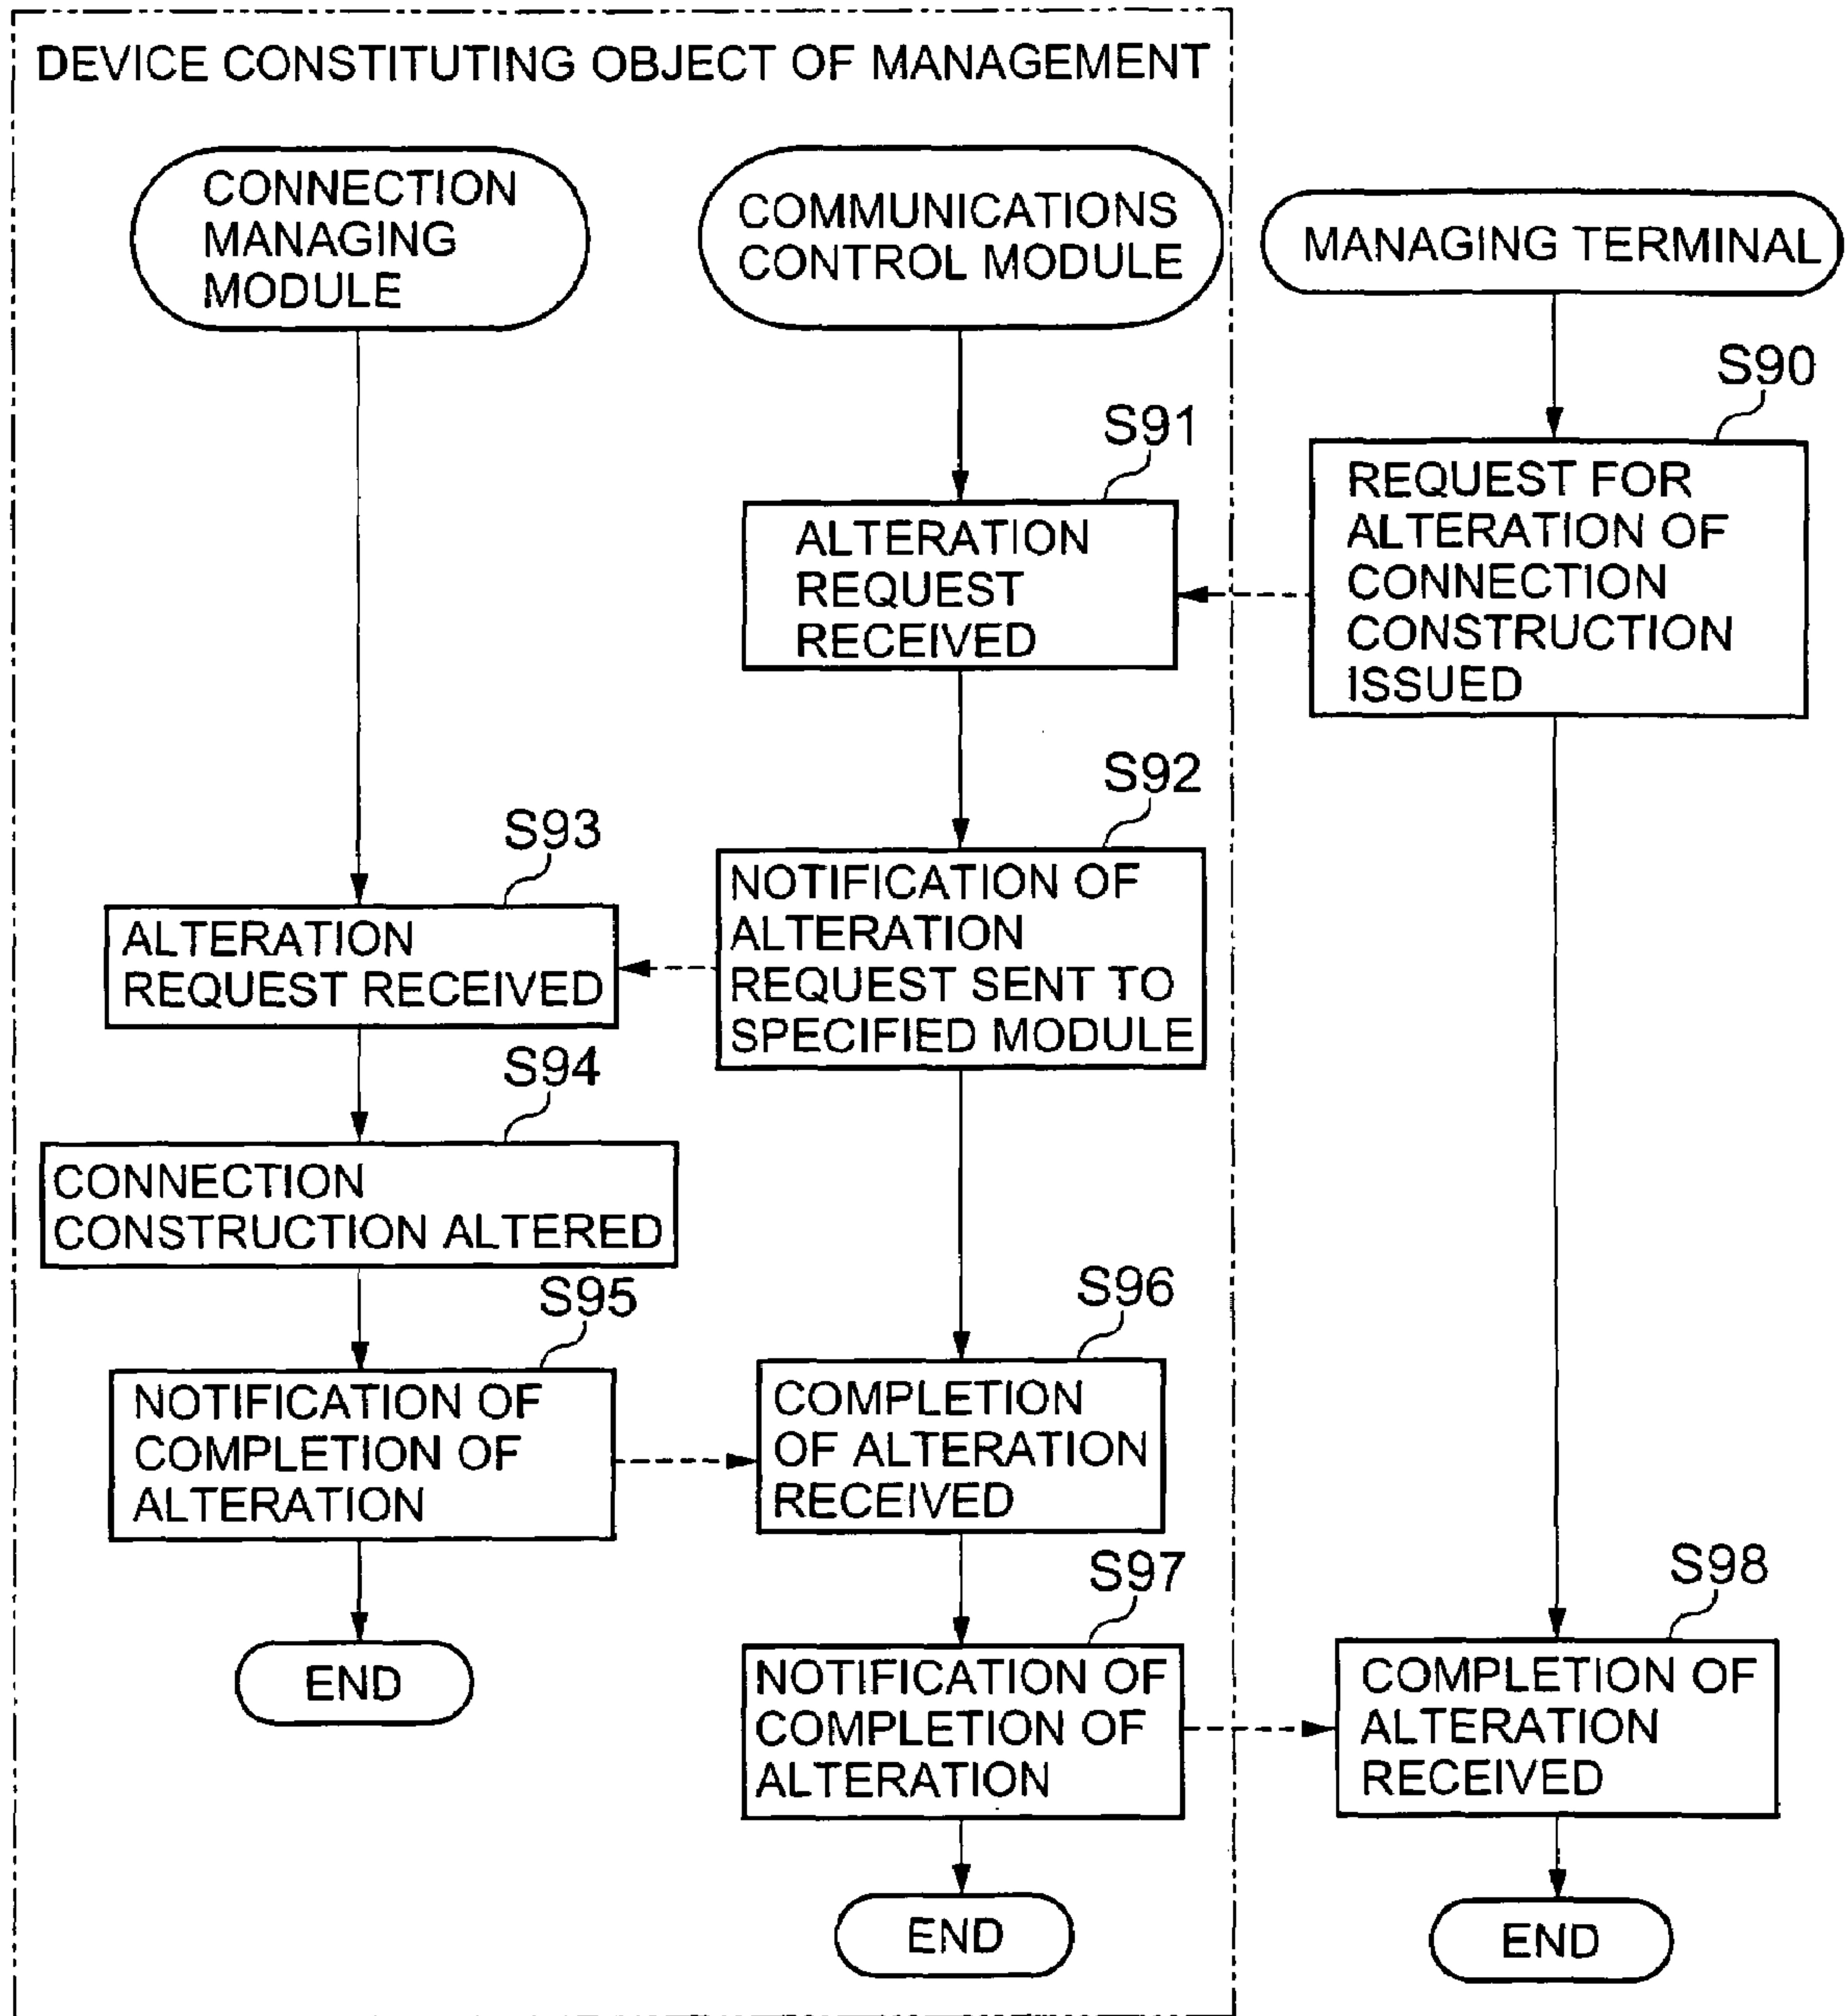 DEVICE CONSTITUTING OBJECT OF MANAGEMENT
CONNECTION
MANAGING
MODULE
COMMUNICATIONS
CONTROL MODULE
MANAGING TERMINAL
S90
REQUEST FOR
ALTERATION OF
CONNECTION
CONSTRUCTION
ISSUED
S91
ALTERATION
REQUEST
RECEIVED
S92
NOTIFICATION OF
ALTERATION
REQUEST SENT TO
SPECIFIED MODULE
S93
ALTERATION
REQUEST RECEIVED
S94
CONNECTION
CONSTRUCTION ALTERED
S95
NOTIFICATION OF
COMPLETION OF
ALTERATION
END
S96
COMPLETION
OF ALTERATION
RECEIVED
S97
NOTIFICATION OF
COMPLETION OF
ALTERATION
END
S98
COMPLETION OF
ALTERATION
RECEIVED
END